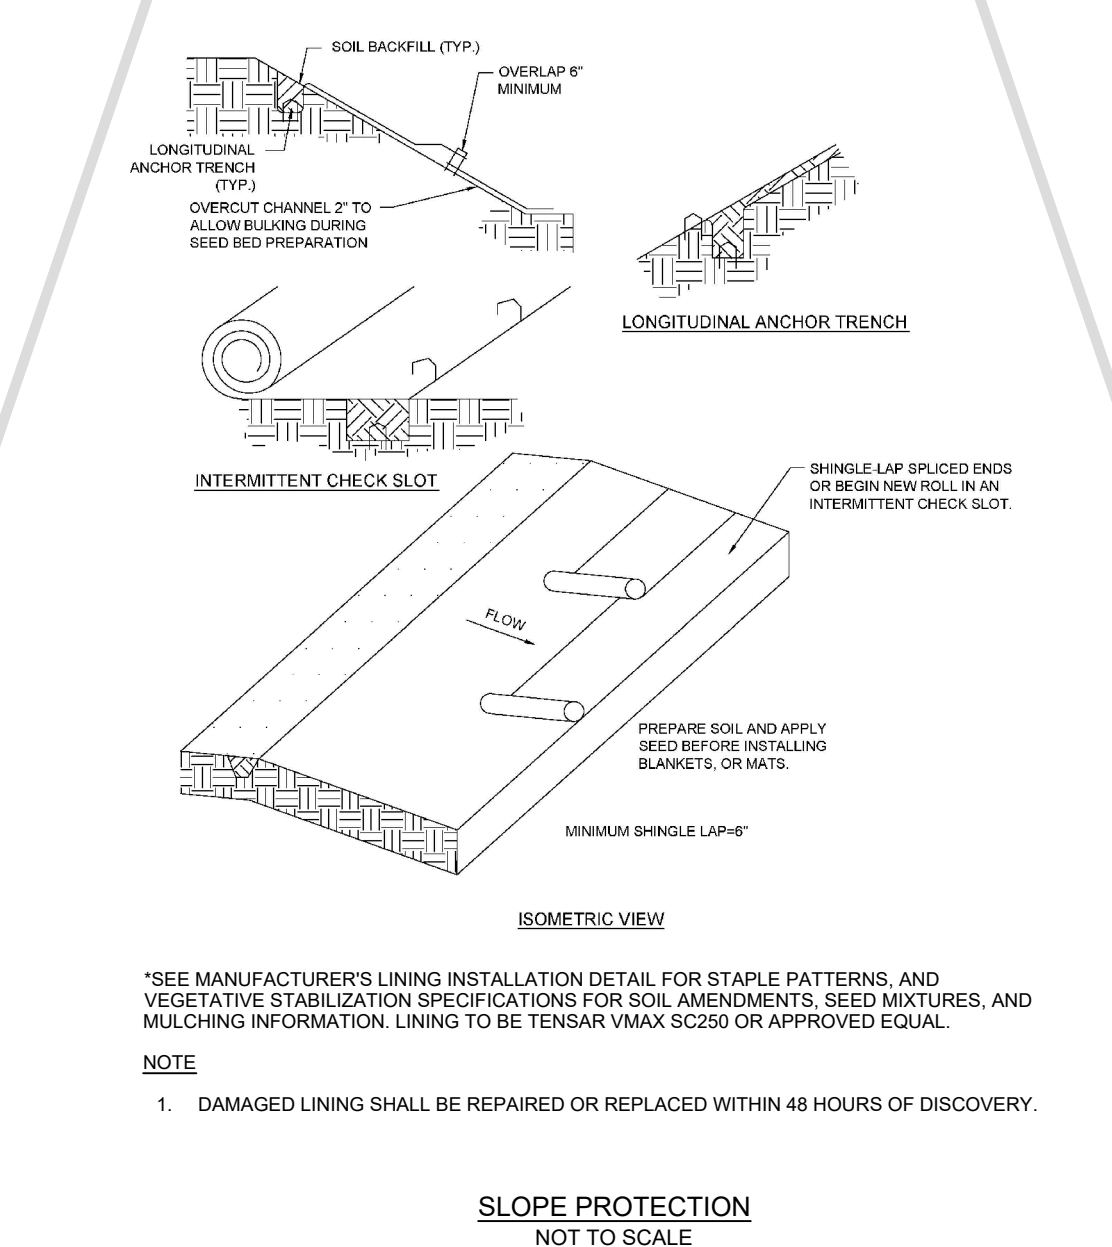 SOIL BACKFILL (TYP.)
OVERLAP 6"
MINIMUM
LONGITUDINAL
ANCHOR TRENCH
(TYP.)
OVERCUT CHANNEL 2" TO
ALLOW BULKING DURING
SEED BED PREPARATION
LONGITUDINAL ANCHOR TRENCH
INTERMITTENT CHECK SLOT
SHINGLE-LAP SPLICED ENDS
OR BEGIN NEW ROLL IN AN
INTERMITTENT CHECK SLOT.
FLOW
PREPARE SOIL AND APPLY
SEED BEFORE INSTALLING
BLANKETS, OR MATS.
MINIMUM SHINGLE LAP=6"
ISOMETRIC VIEW
*SEE MANUFACTURER'S LINING INSTALLATION DETAIL FOR STAPLE PATTERNS, AND
VEGETATIVE STABILIZATION SPECIFICATIONS FOR SOIL AMENDMENTS, SEED MIXTURES, AND
MULCHING INFORMATION. LINING TO BE TENSAR VMAX SC250 OR APPROVED EQUAL.
NOTE
1. DAMAGED LINING SHALL BE REPAIRED OR REPLACED WITHIN 48 HOURS OF DISCOVERY.
SLOPE PROTECTION
NOT TO SCALE